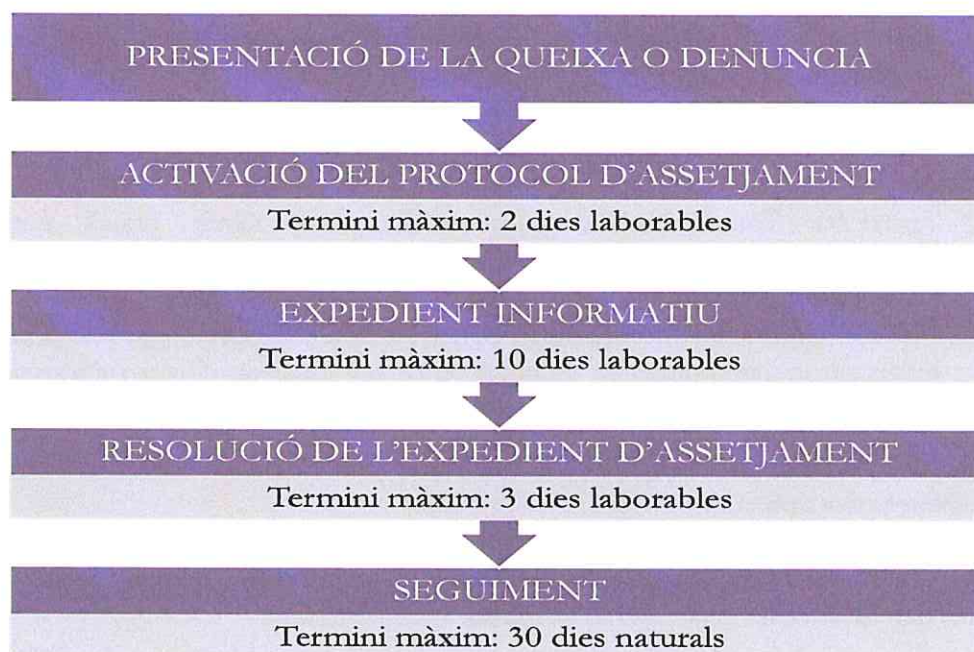 PRESENTACIÓ DE LA QUEIXA O DENUNCIA
ACTIVACIÓ DEL PROTOCOL D'ASSETJAMENT
Termini màxim: 2 dies laborables
EXPEDIENT INFORMATIU
Termini màxim: 10 dies laborables
RESOLUCIÓ DE L'EXPEDIENT D'ASSETJAMENT
Termini màxim: 3 dies laborables
SEGUIMENT
Termini màxim: 30 dies naturals